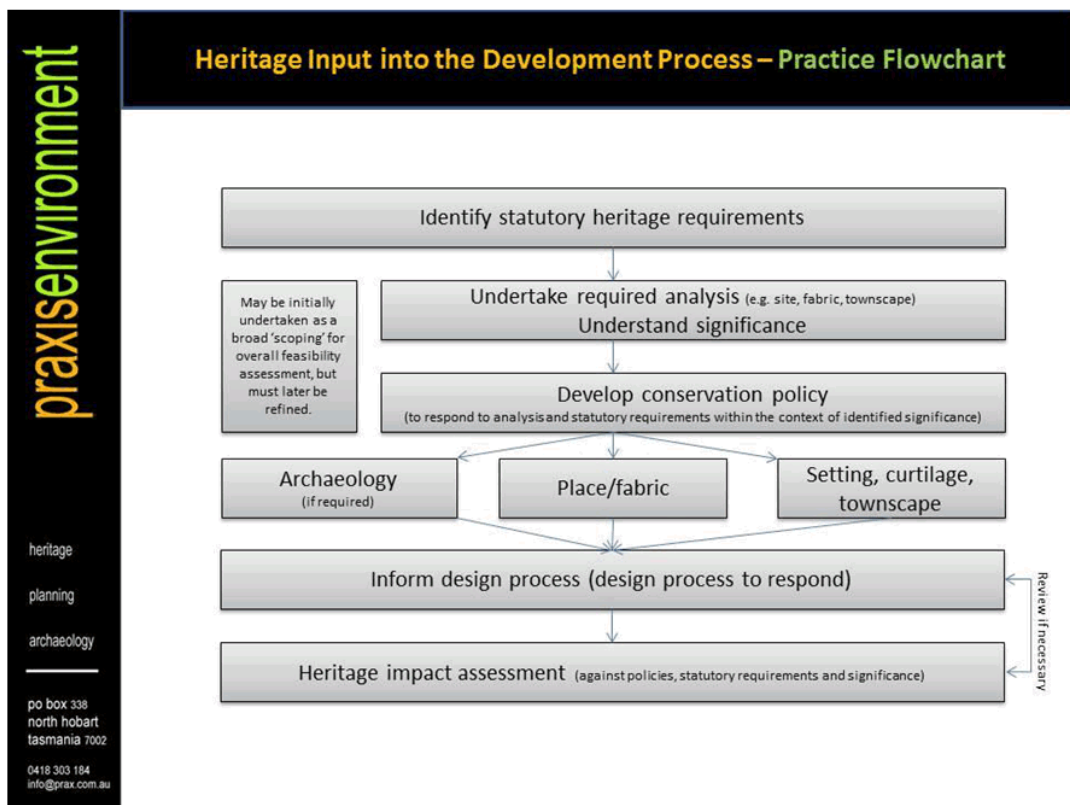 Heritage Input into the Development Process – Practice Flowchart
praxisenvironment
heritage
planning
archaeology
po box 338
north hobart
tasmania 7002
0418 303 184
info@prax.com.au
Identify statutory heritage requirements
May be initially
undertaken as a
broad ‘scoping’ for
overall feasibility
assessment, but
must later be
refined.
Undertake required analysis (e.g. site, fabric, townscape)
Understand significance
Develop conservation policy
(to respond to analysis and statutory requirements within the context of identified significance)
Archaeology
(if required)
Place/fabric
Setting, curtilage,
townscape
Inform design process (design process to respond)
Review if necessary
Heritage impact assessment (against policies, statutory requirements and significance)